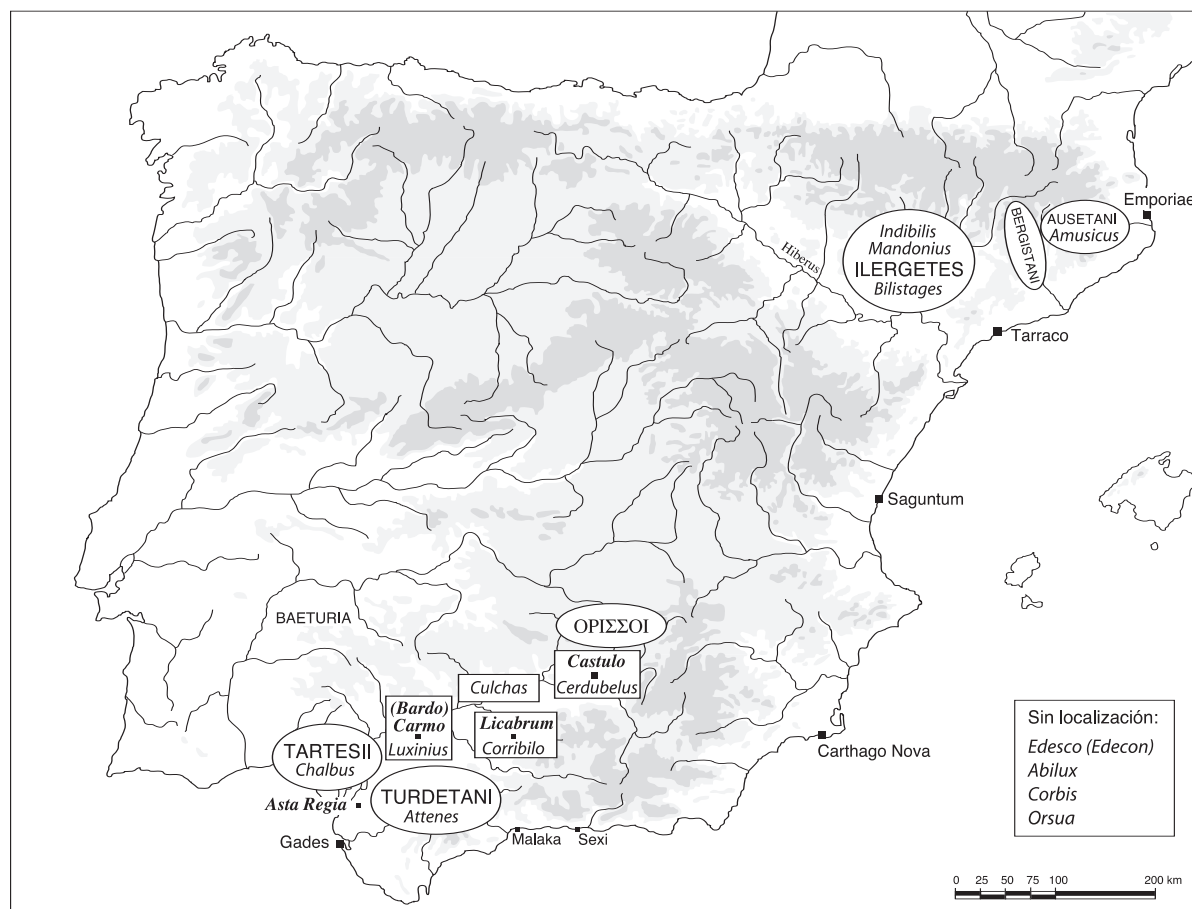 Emporiae
AUSETANI
Amusicus
BERGISTANI
Indibilis
Mandonius
ILERGETES
Bilistages
Hiberus
Tarraco
Saguntum
BAETURIA
ΟΡΙΣΣΟΙ
Castulo
Cerdubelus
Culchas
(Bardo)
Carmo
Luxinius
Licabrum
Corribilo
TARTESII
Chalbus
Asta Regia
TURDETANI
Attenes
Gades
Malaka
Sexi
Carthago Nova
Sin localización:
Edesco (Edecon)
Abilux
Corbis
Orsua
0 25 50 75 100 200 km